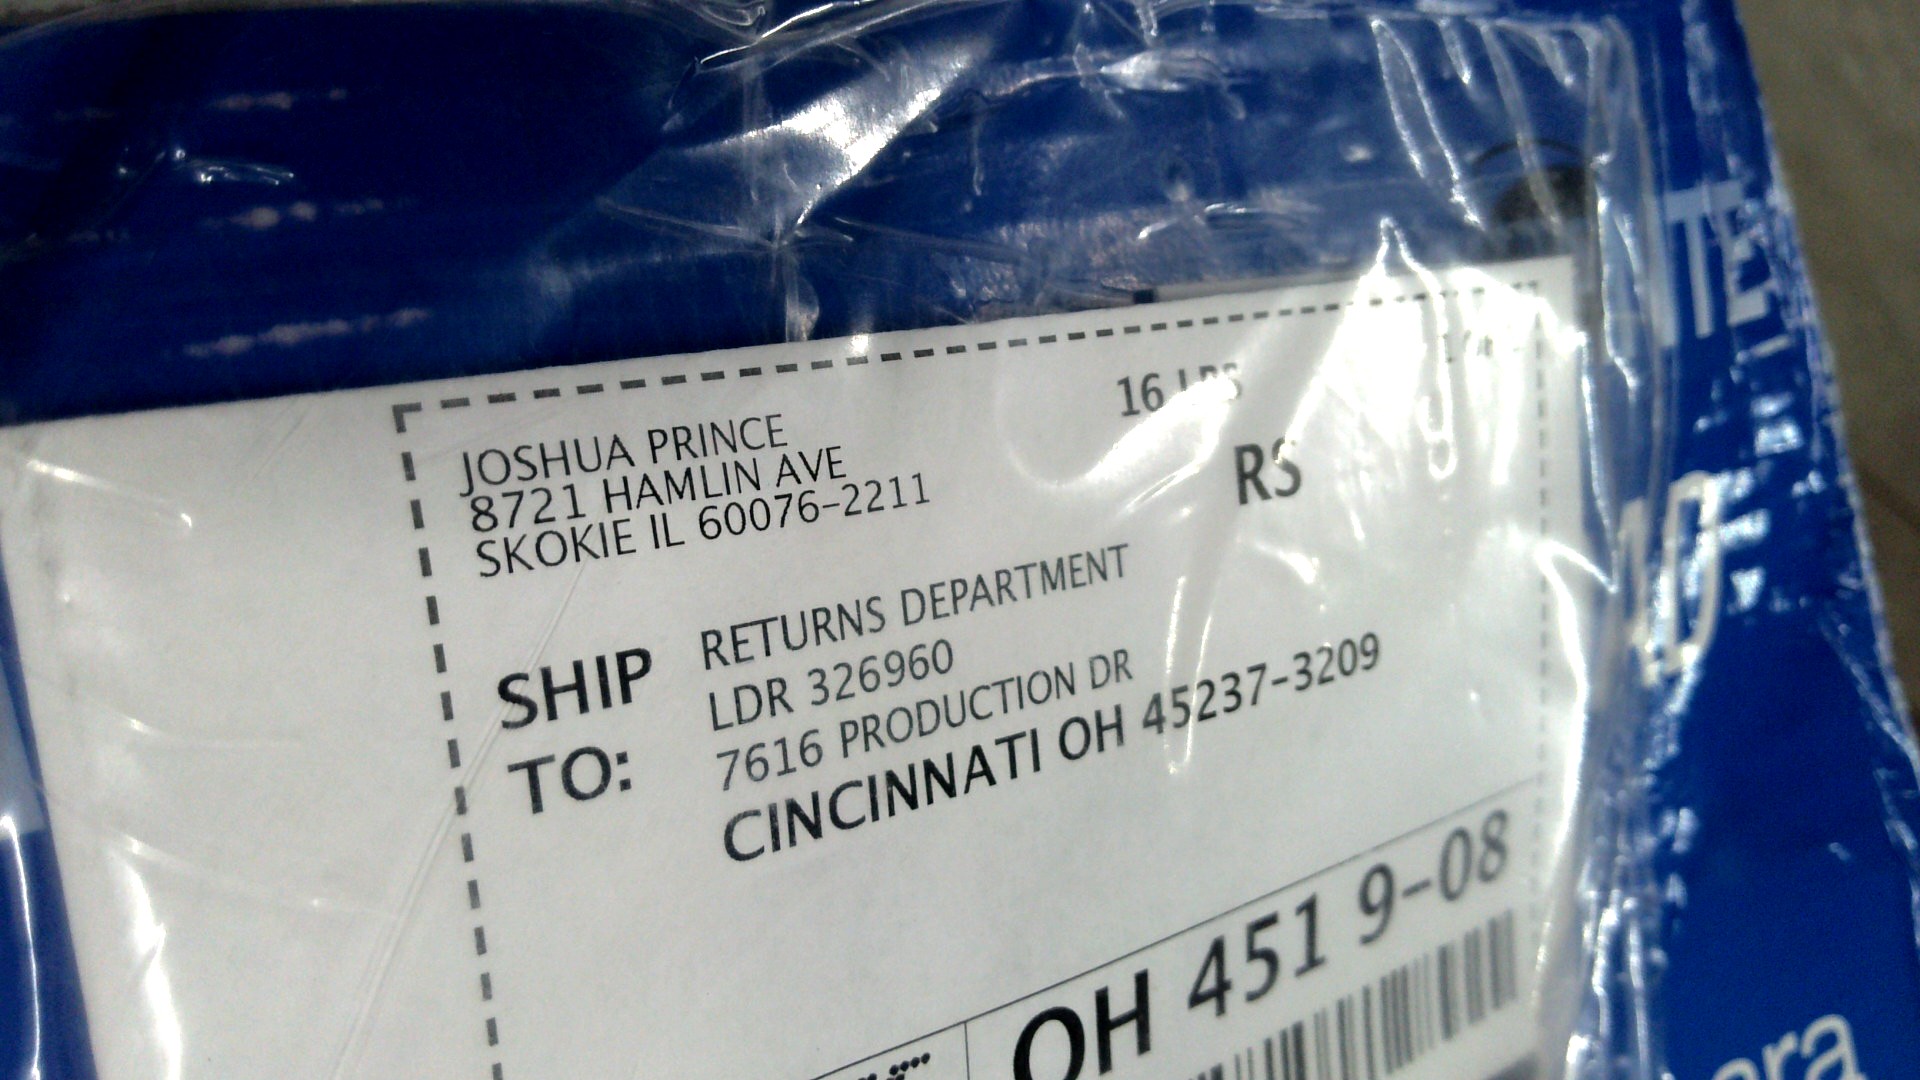 JOSHUA PRINCE
8721 HAMLIN AVE
SKOKIE IL 60076-2211
16 LBS
RS
SHIP TO:
RETURNS DEPARTMENT
LDR 326960
7616 PRODUCTION DR
CINCINNATI OH 45237-3209
OH 451 9-08